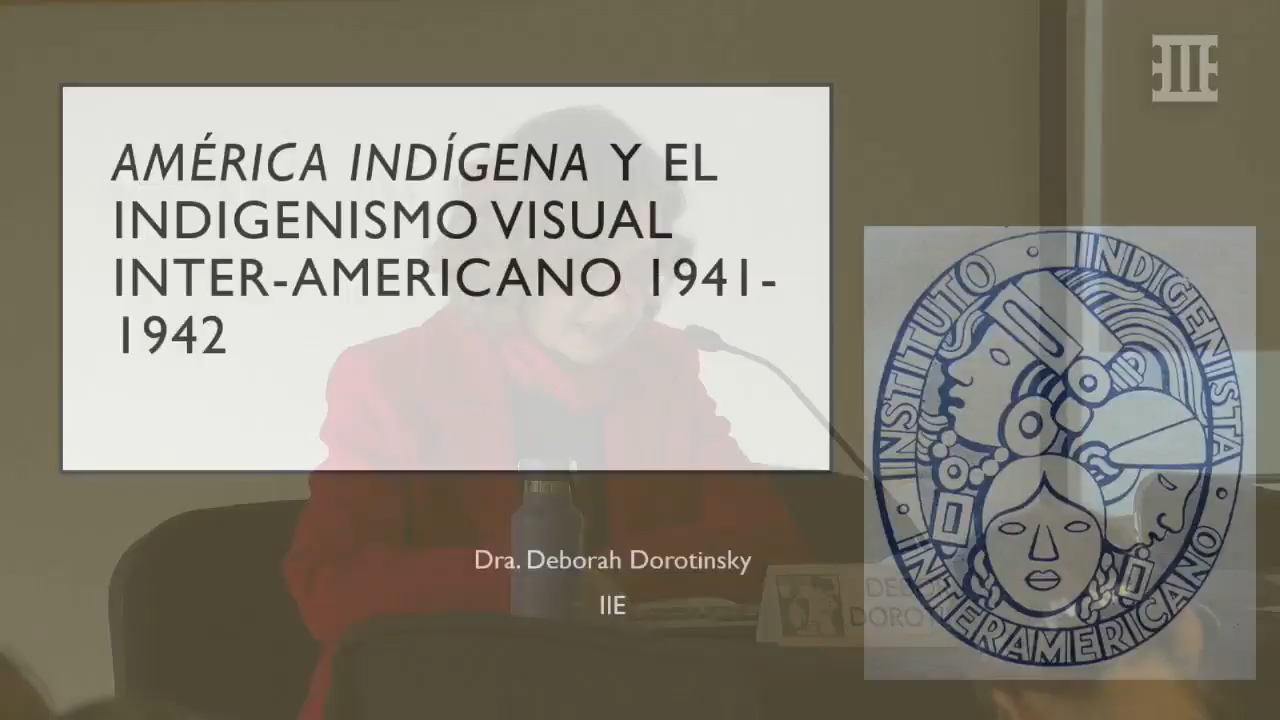 AMÉRICA INDÍGENA Y EL
INDIGENISMO VISUAL
INTER-AMERICANO 1941-
1942
Dra. Deborah Dorotinsky
IIE
· INSTITUTO · INDIGENISTA · INTERAMERICANO